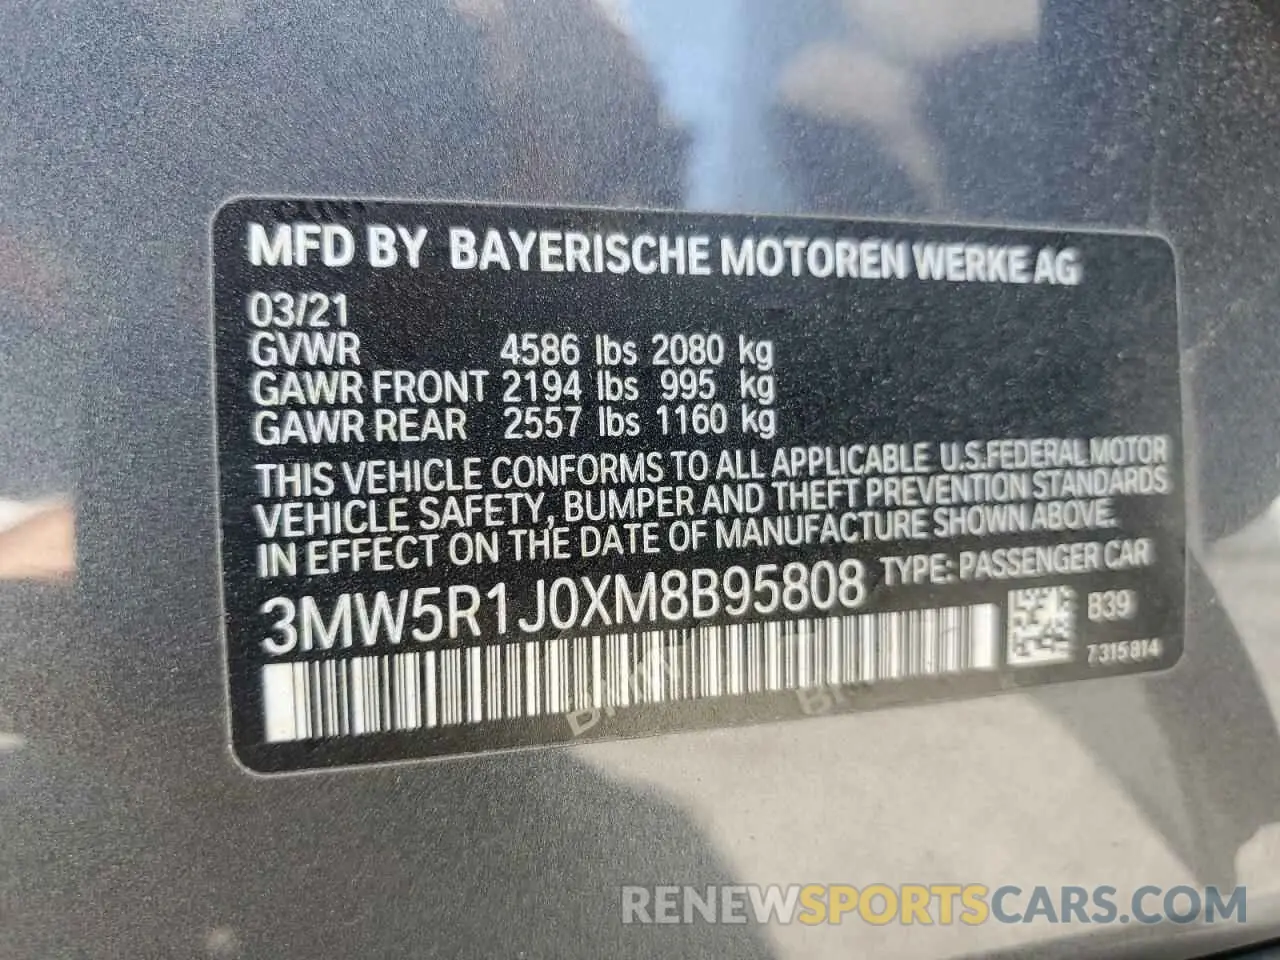 MFD BY BAYERISCHE MOTOREN WERKE AG
03/21
GVWR 4586 lbs 2080 kg
GAWR FRONT 2194 lbs 995 kg
GAWR REAR 2557 lbs 1160 kg
THIS VEHICLE CONFORMS TO ALL APPLICABLE U.S.FEDERAL MOTOR
VEHICLE SAFETY, BUMPER AND THEFT PREVENTION STANDARDS
IN EFFECT ON THE DATE OF MANUFACTURE SHOWN ABOVE.
3MW5R1J0XM8B95808 TYPE: PASSENGER CAR
B39
7315814
RENEWSPORTSCARS.COM